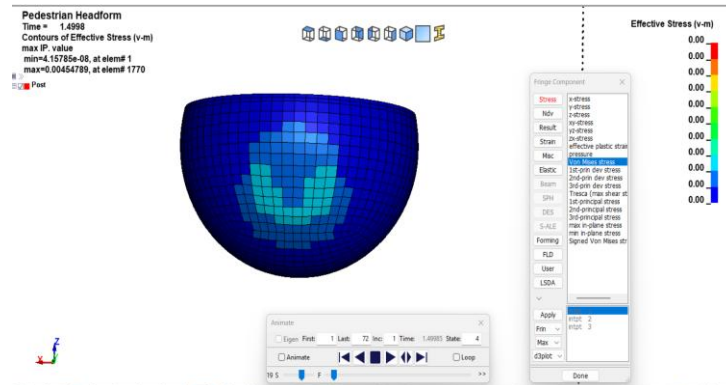 Pedestrian Headform
Time = 1.4998
Contours of Effective Stress (v-m)
max IP. value
min=4.15785e-08, at elem# 1
max=0.00454789, at elem# 1770
Post
Effective Stress (v-m)
0.00
0.00
0.00
0.00
0.00
0.00
0.00
0.00
0.00
0.00
0.00
Fringe Component
Stress
Ndv
Result
Strain
Misc
Elastic
Beam
SPH
DES
S-ALE
Forming
FLD
User
LSDA
x-stress
y-stress
z-stress
xy-stress
yz-stress
zx-stress
effective plastic strain
pressure
Von Mises stress
1st-prin dev stress
2nd-prin dev stress
3rd-prin dev stress
Tresca (max shear st
1st-principal stress
2nd-principal stress
3rd-principal stress
max in-plane stress
min in-plane stress
Signed Von Mises str
Apply
Frin
Max
d3plot
intpt 2
intpt 3
Done
Animate
Eigen First: 1 Last: 72 Inc: 1 Time: 1.49985 State: 4
Animate
Loop
19 S
F
>>
Z
X